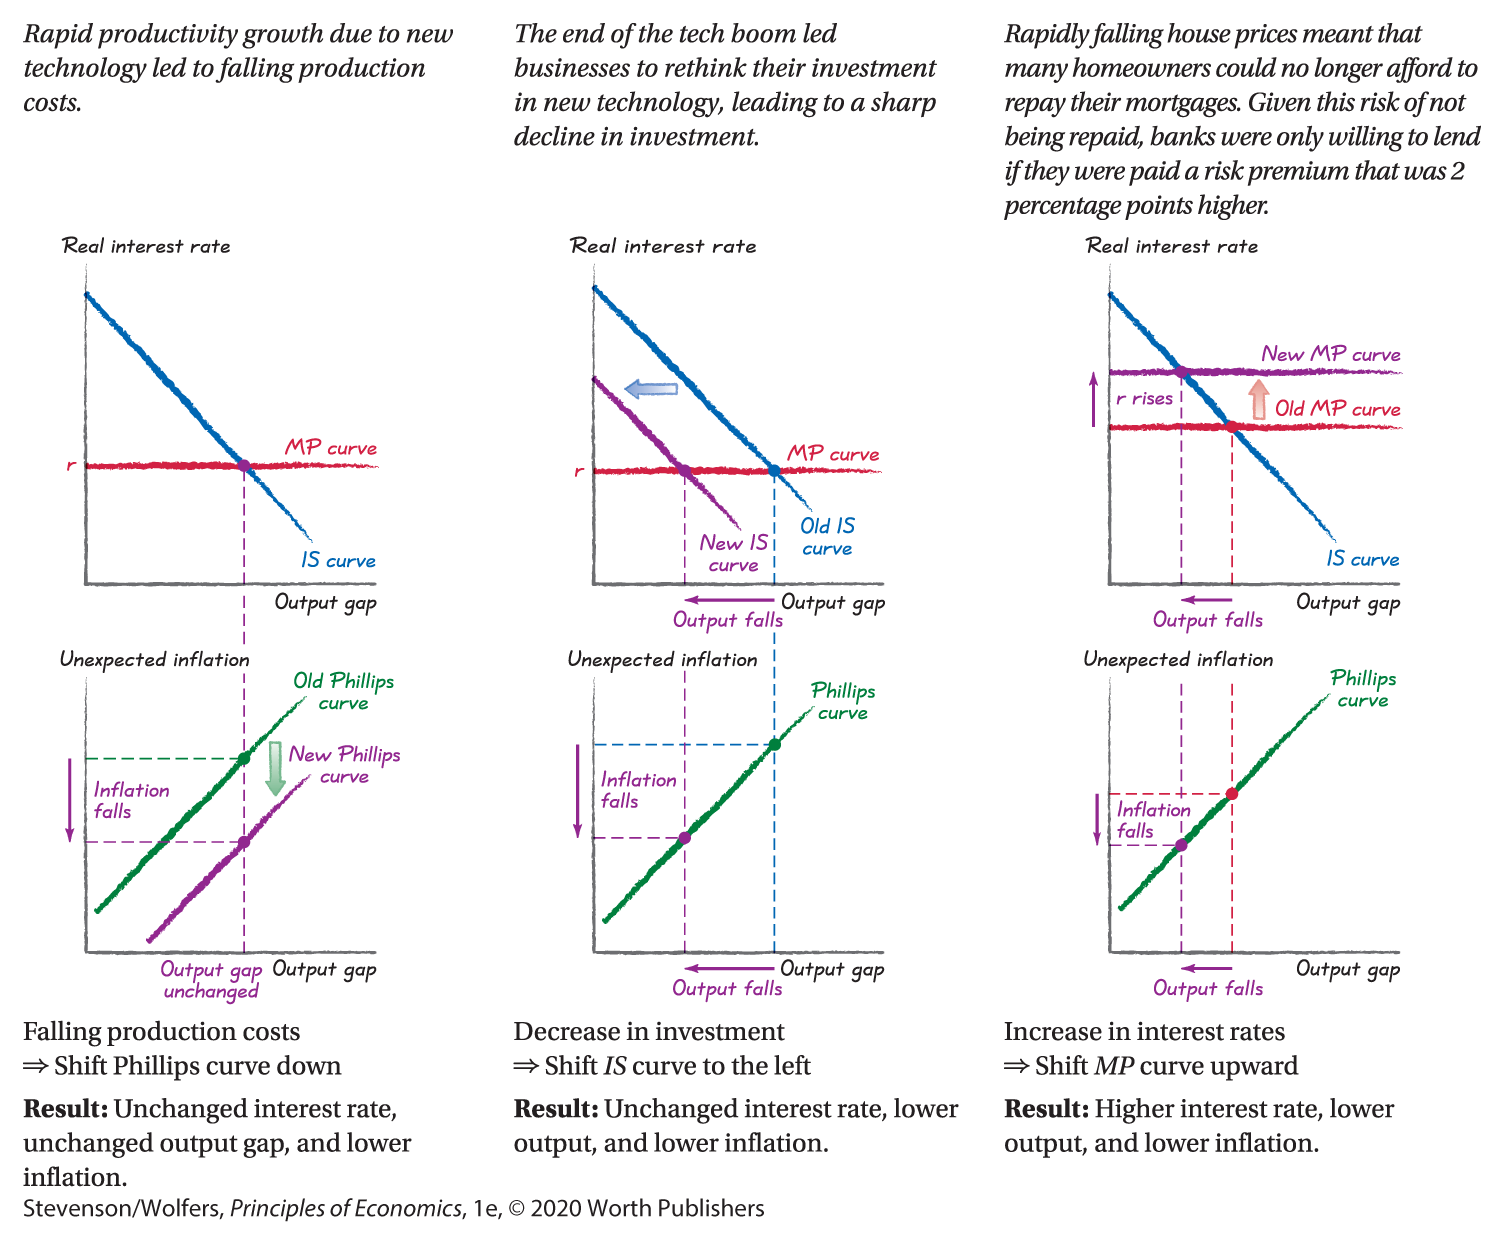 Rapid productivity growth due to new
technology led to falling production
costs.
Real interest rate
MP curve
r
IS curve
Output gap
Unexpected inflation
Old Phillips
curve
New Phillips
curve
Inflation
falls
Output gap
unchanged
Output gap
Falling production costs
⇒ Shift Phillips curve down
Result: Unchanged interest rate,
unchanged output gap, and lower
inflation.
The end of the tech boom led
businesses to rethink their investment
in new technology, leading to a sharp
decline in investment.
Real interest rate
MP curve
r
Old IS
curve
New IS
curve
Output gap
Output falls
Unexpected inflation
Phillips
curve
Inflation
falls
Output gap
Output falls
Decrease in investment
⇒ Shift IS curve to the left
Result: Unchanged interest rate, lower
output, and lower inflation.
Rapidly falling house prices meant that
many homeowners could no longer afford to
repay their mortgages. Given this risk of not
being repaid, banks were only willing to lend
if they were paid a risk premium that was 2
percentage points higher.
Real interest rate
New MP curve
r rises
Old MP curve
IS curve
Output gap
Output falls
Unexpected inflation
Phillips
curve
Inflation
falls
Output gap
Output falls
Increase in interest rates
⇒ Shift MP curve upward
Result: Higher interest rate, lower
output, and lower inflation.
Stevenson/Wolfers, Principles of Economics, 1e, © 2020 Worth Publishers